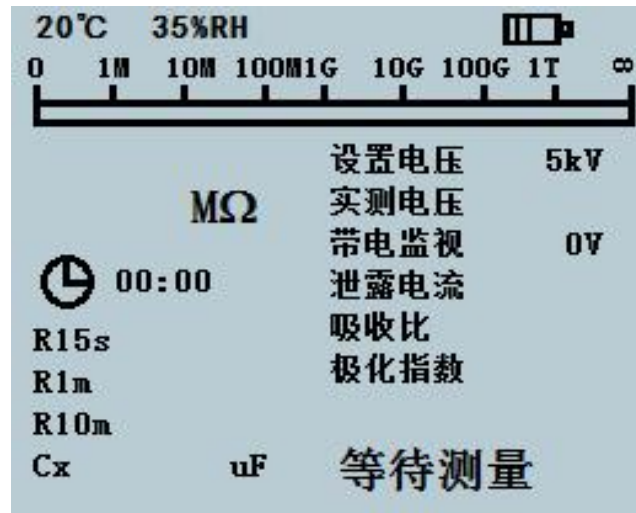 20℃ 35%RH
0 1M 10M 100M1G 10G 100G 1T ∞
设置电压 5kV
MΩ 实测电压
带电监视 0V
00:00 泄露电流
R15s 吸收比
R1m 极化指数
R10m
Cx uF 等待测量